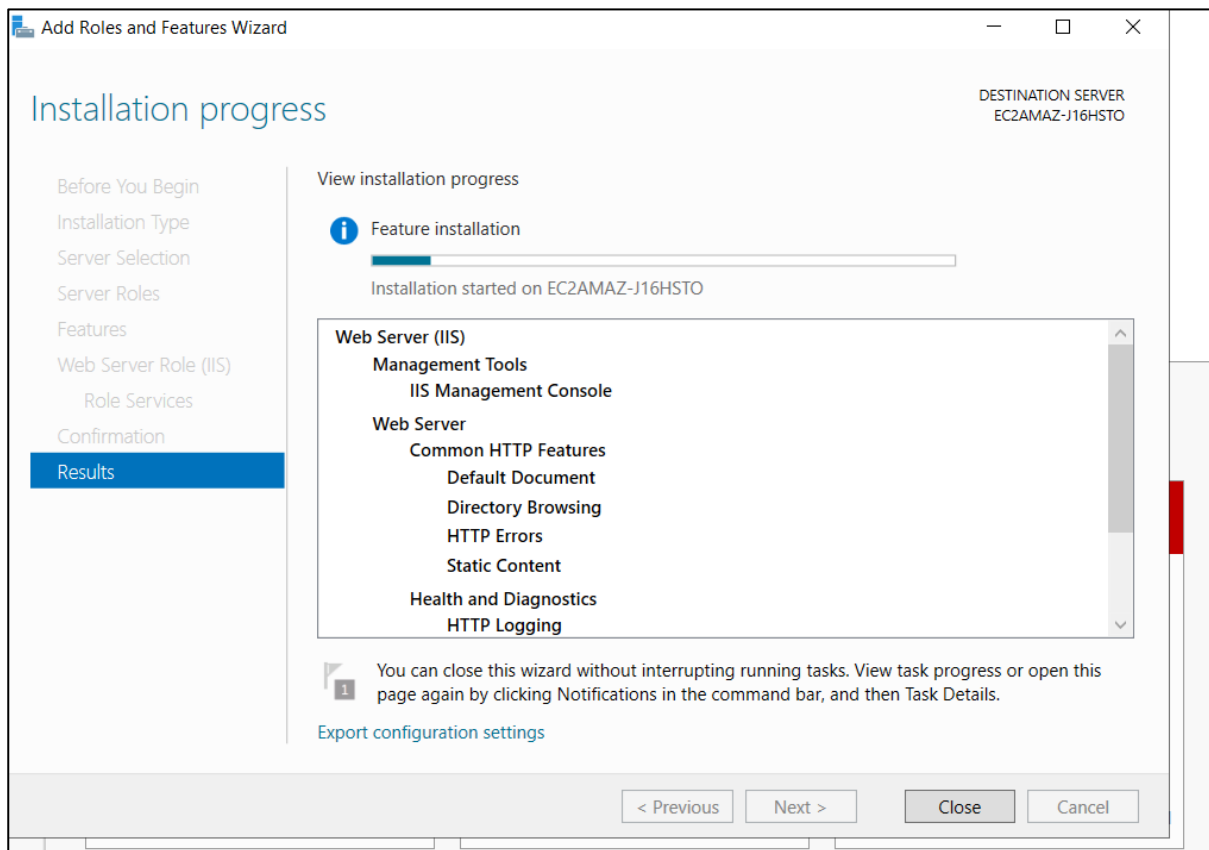 Add Roles and Features Wizard
Installation progress
DESTINATION SERVER
EC2AMAZ-J16HSTO
Before You Begin
Installation Type
Server Selection
Server Roles
Features
Web Server Role (IIS)
Role Services
Confirmation
Results
View installation progress
Feature installation
Installation started on EC2AMAZ-J16HSTO
Web Server (IIS)
Management Tools
IIS Management Console
Web Server
Common HTTP Features
Default Document
Directory Browsing
HTTP Errors
Static Content
Health and Diagnostics
HTTP Logging
1
You can close this wizard without interrupting running tasks. View task progress or open this
page again by clicking Notifications in the command bar, and then Task Details.
Export configuration settings
< Previous
Next >
Close
Cancel